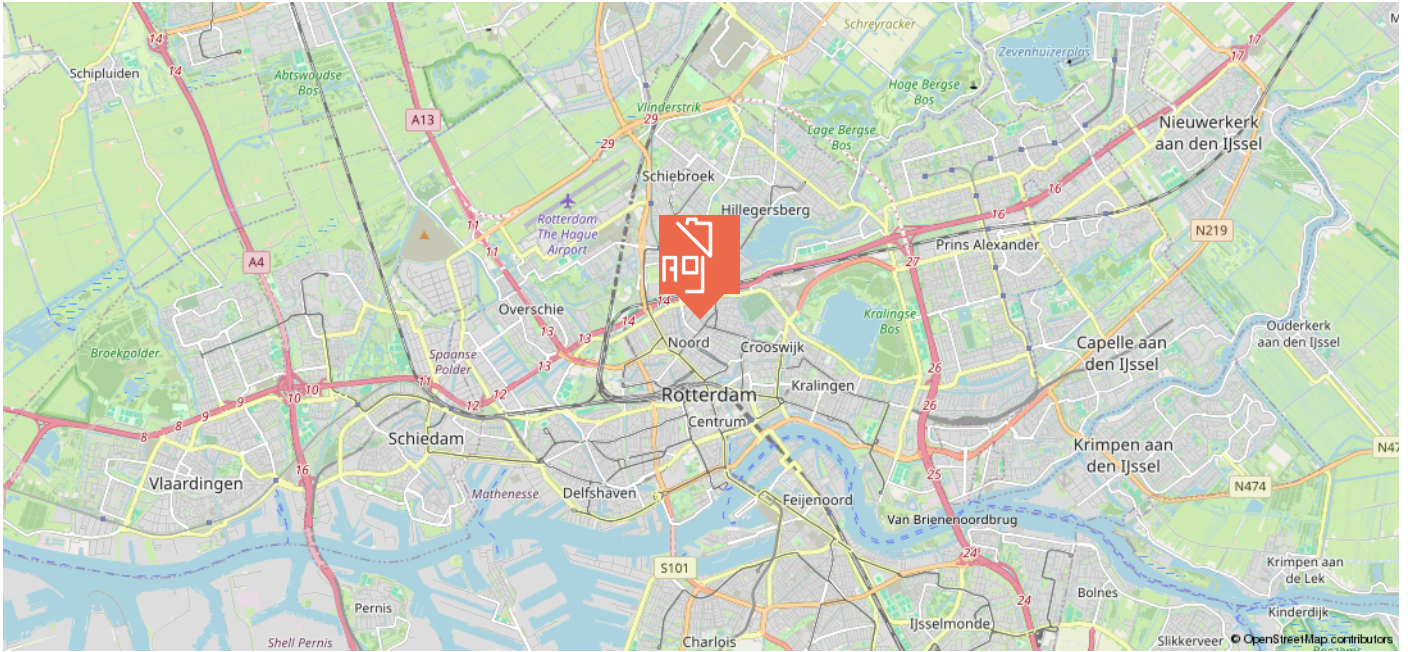 14
17
Schreyracker
14
Schipluiden
Abtswoudse
Bos
Zevenhuizerplas
17
Hoge Bergse
Bos
Vlinderstrik
A13
29
29
Lage Bergse
Bos
Nieuwerkerk
aan den IJssel
Schiebroek
16
Hillegersberg
16
11
Rotterdam
The Hague
Airport
N219
11
Prins Alexander
A4
27
14
Overschie
14
13
13
Kralingse
Bos
Ouderkerk
aan den IJssel
Noord
Crooswijk
Capelle aan
den IJssel
Broekpolder
Spaanse
Polder
13
26
10
11
10
12
12
Rotterdam
Kralingen
9
9
26
8
8
Centrum
Schiedam
Krimpen aan
den IJssel
N47
16
25
Vlaardingen
Mathenesse
Delfshaven
Feijenoord
N474
Van Brienenoordbrug
24
S101
Krimpen aan
de Lek
Bolnes
24
Pernis
Kinderdijk
IJsselmonde
Shell Pernis
Charlois
Slikkerveer
© OpenStreetMap contributors